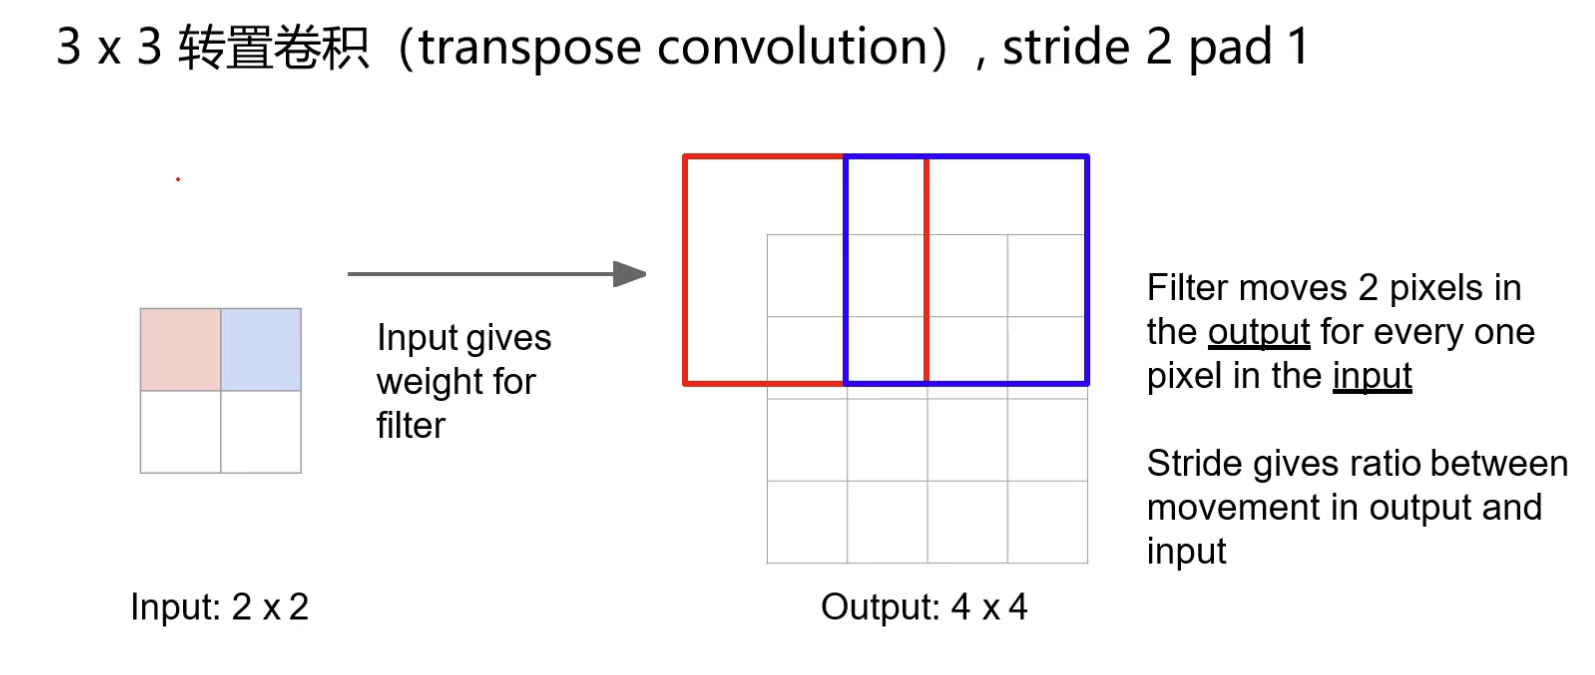 3 x 3 转置卷积（transpose convolution）, stride 2 pad 1
Input gives
weight for
filter
Filter moves 2 pixels in
the output for every one
pixel in the input
Stride gives ratio between
movement in output and
input
Input: 2 x 2
Output: 4 x 4